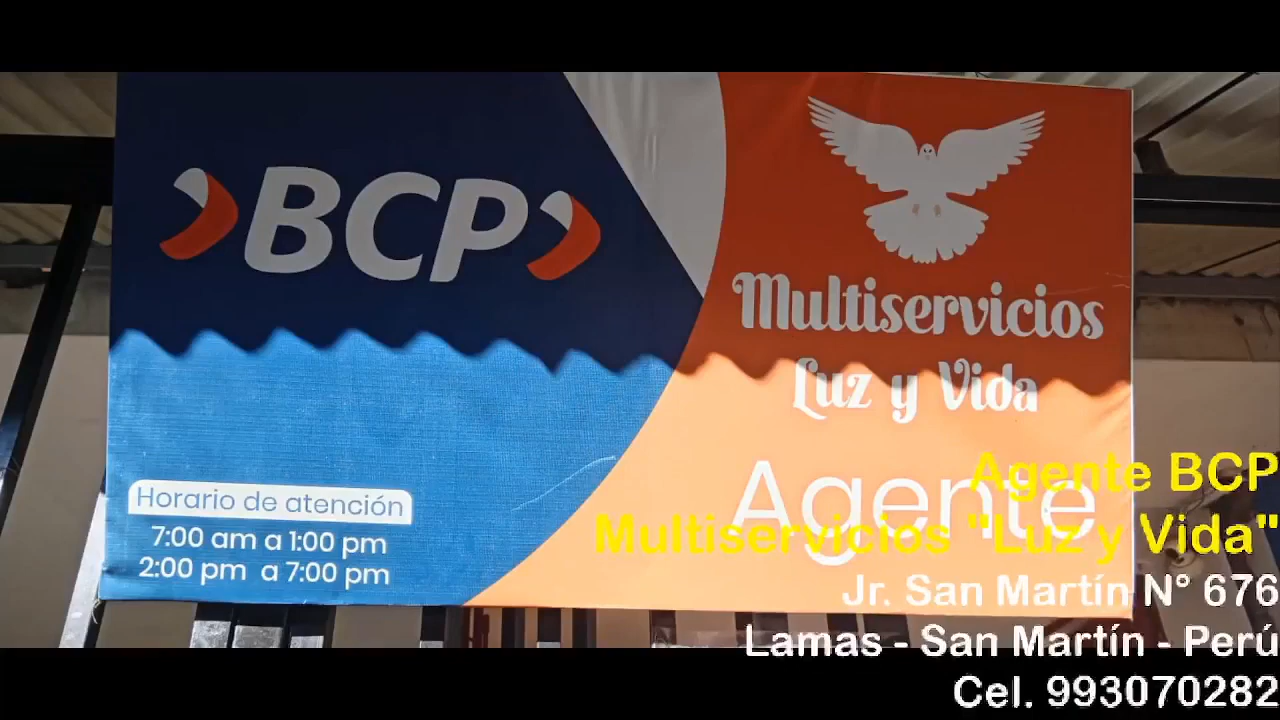 BCP
Multiservicios
Luz y Vida
Agente
Horario de atención
7:00 am a 1:00 pm
2:00 pm a 7:00 pm
Agente BCP
Multiservicios "Luz y Vida"
Jr. San Martín N° 676
Lamas - San Martín - Perú
Cel. 993070282